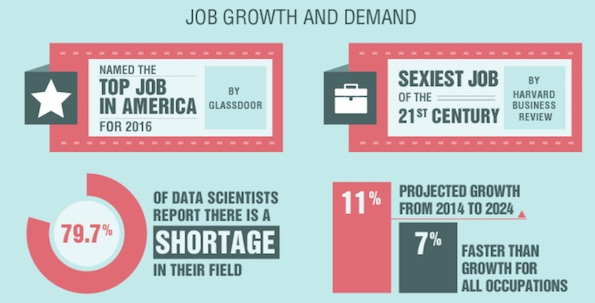 JOB GROWTH AND DEMAND
NAMED THE
TOP JOB
IN AMERICA
FOR 2016
BY
GLASSDOOR
SEXIEST JOB
OF THE
21ST CENTURY
BY
HARVARD
BUSINESS
REVIEW
79.7%
OF DATA SCIENTISTS
REPORT THERE IS A
SHORTAGE
IN THEIR FIELD
11%
PROJECTED GROWTH
FROM 2014 TO 2024
7%
FASTER THAN
GROWTH FOR
ALL OCCUPATIONS